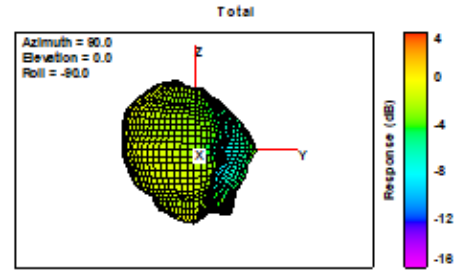 Total
Azimuth = 90.0
Elevation = 0.0
Roll = -90.0
Z
X
Y
Response (dB)
4
0
-4
-8
-12
-16